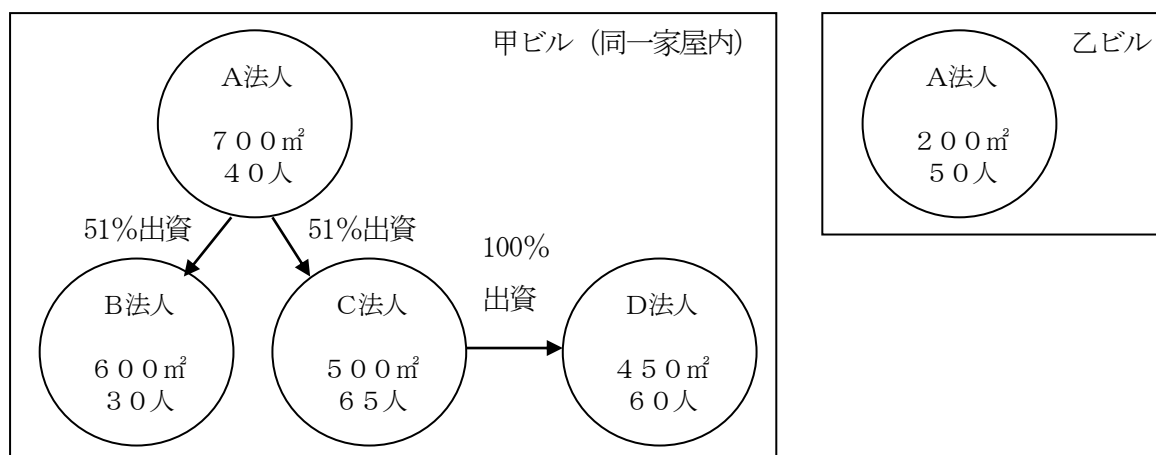 甲ビル（同一家屋内）
Ａ法人
７００㎡
４０人
51％出資
51％出資
100％
出資
Ｂ法人
６００㎡
３０人
Ｃ法人
５００㎡
６５人
Ｄ法人
４５０㎡
６０人
乙ビル
Ａ法人
２００㎡
５０人